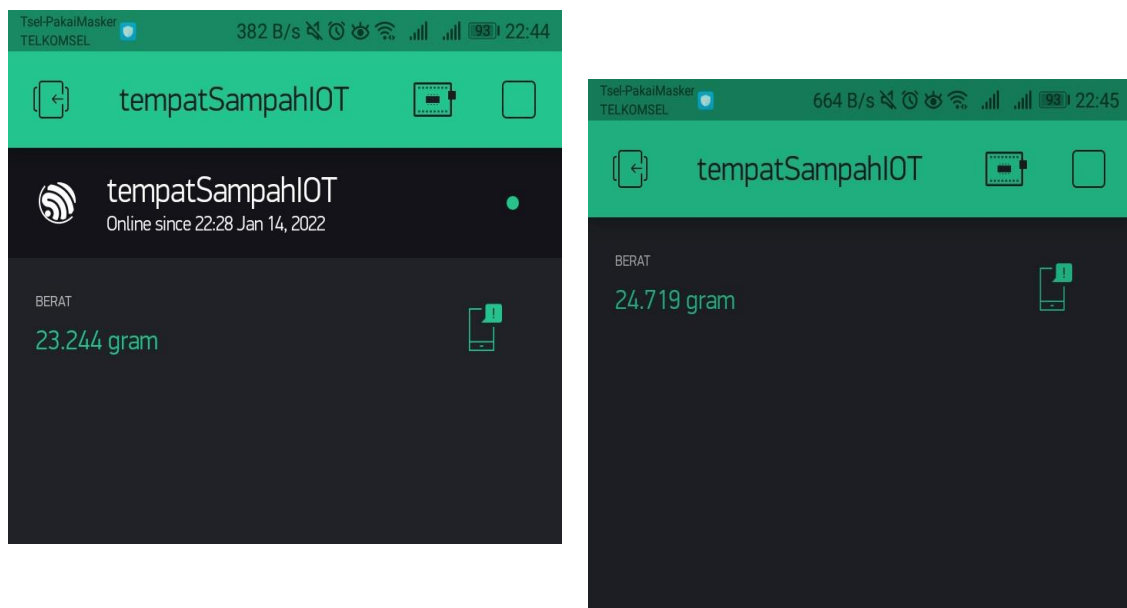 Tsel-PakaiMasker
TELKOMSEL
382 B/s 93 22:44
tempatSampahIOT
tempatSampahIOT
Online since 22:28 Jan 14, 2022
BERAT
23.244 gram
Tsel-PakaiMasker
TELKOMSEL
664 B/s 93 22:45
tempatSampahIOT
BERAT
24.719 gram